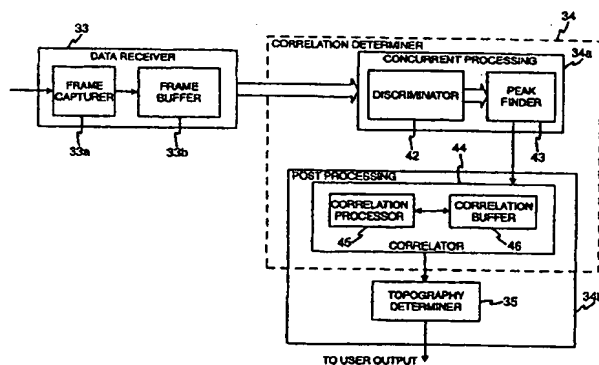 34
33
CORRELATION DETERMINER
DATA RECEIVER
CONCURRENT PROCESSING
34a
FRAME CAPTURER
FRAME BUFFER
DISCRIMINATOR
PEAK FINDER
33a
33b
42
44
43
POST PROCESSING
CORRELATION PROCESSOR
CORRELATION BUFFER
45
46
CORRELATOR
TOPOGRAPHY DETERMINER
35
TO USER OUTPUT